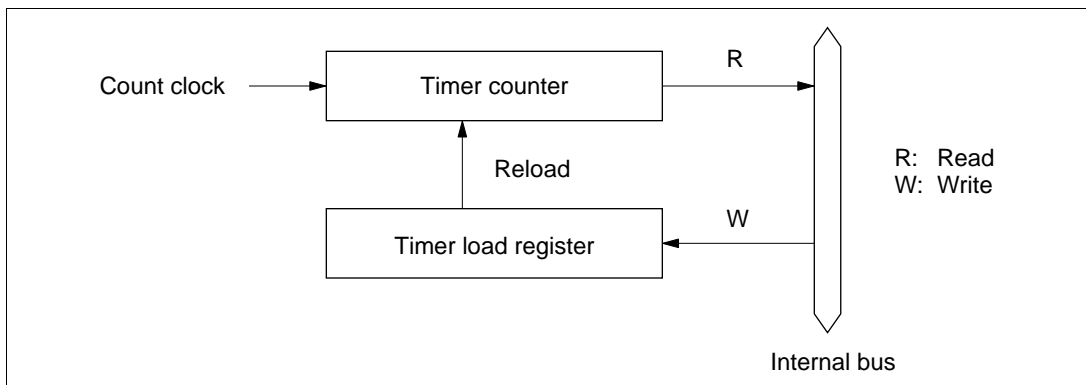 R
Count clock
Timer counter
Reload
R: Read
W: Write
W
Timer load register
Internal bus